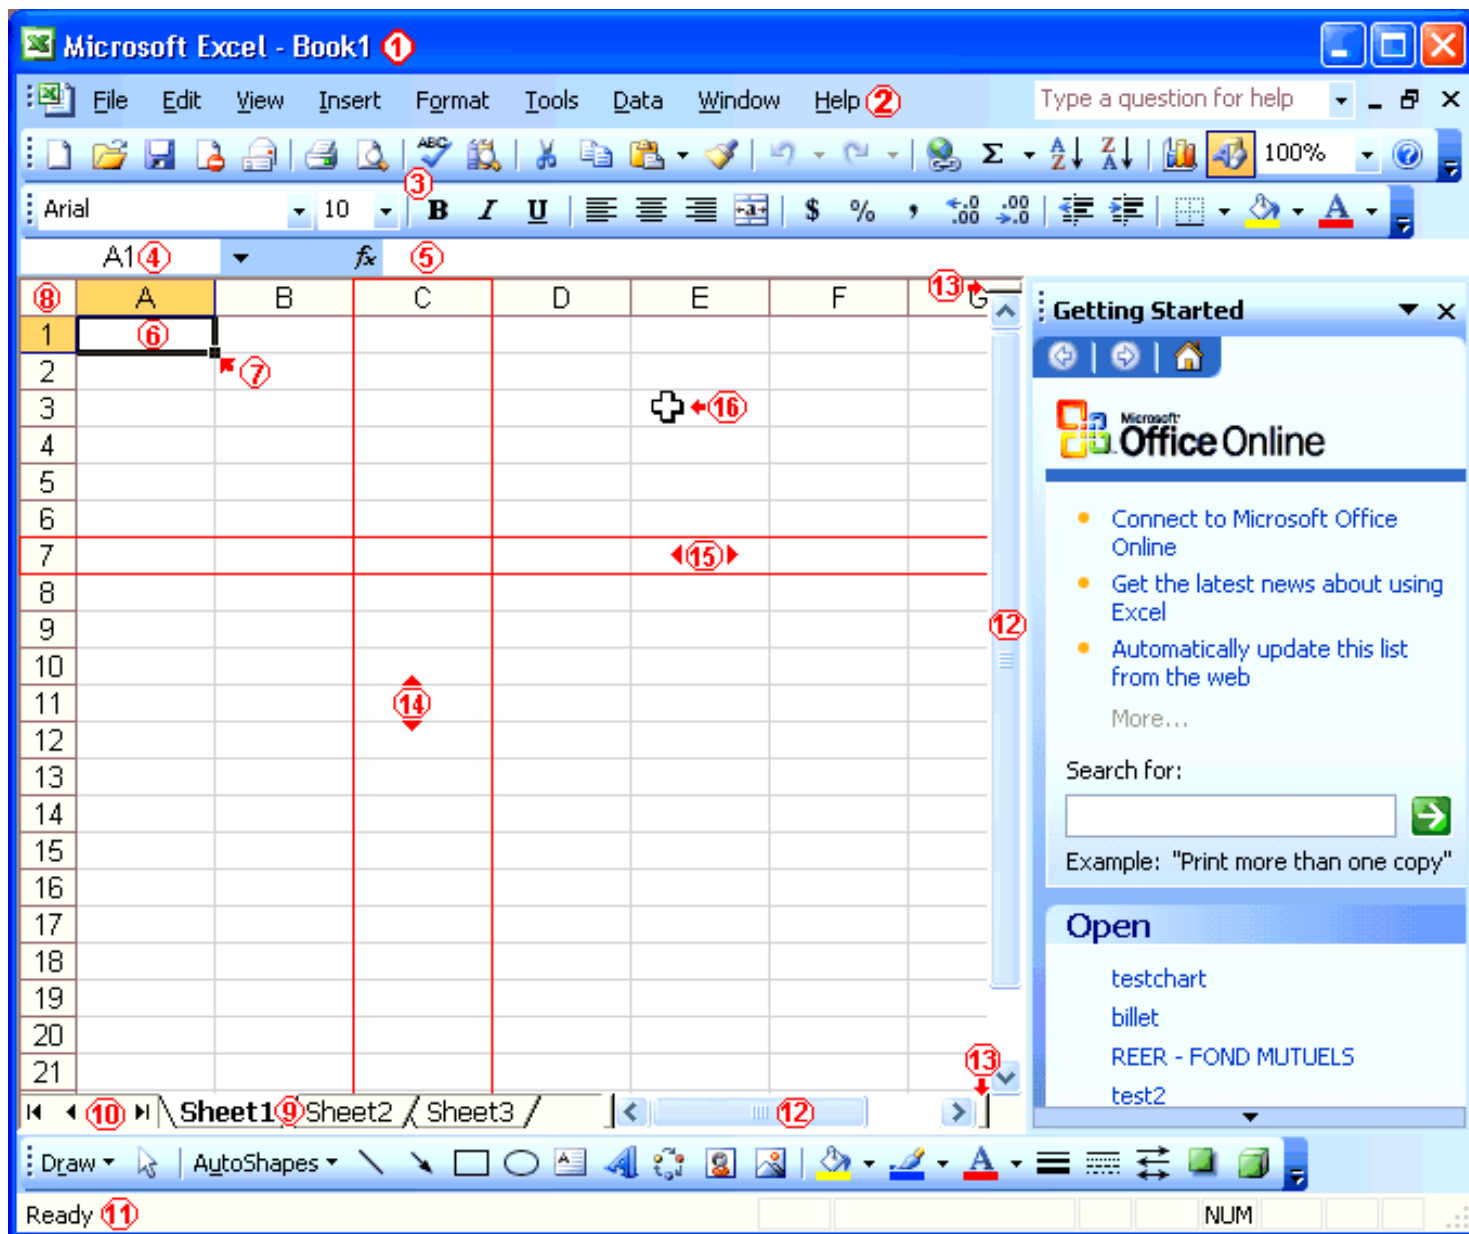 Microsoft Excel - Book1 1
File Edit View Insert Format Tools Data Window Help 2 Type a question for help
ABC Σ A Z Z A 100% ?
3
Arial 10 B I U a $ % , .0 .00 .00 .0 A
A1 4 fx 5
8 A B C D E F G 13
1 6
2 7
3 16
4
5
6
7 15
8
9 12
10
11 14
12
13
14
15
16
17
18
19
20
21 13
10 Sheet1 9 Sheet2 Sheet3 12
Draw AutoShapes A A A
Ready 11 NUM
Getting Started
Microsoft
Office Online
Connect to Microsoft Office
Online
Get the latest news about using
Excel
Automatically update this list
from the web
More...
Search for:
Example: "Print more than one copy"
Open
testchart
billet
REER - FOND MUTUELS
test2